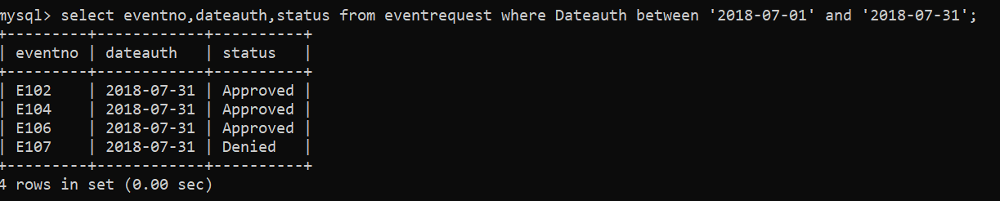 mysql> select eventno,dateauth,status from eventrequest where Dateauth between '2018-07-01' and '2018-07-31';
+---------+------------+----------+
| eventno | dateauth   | status   |
+---------+------------+----------+
| E102    | 2018-07-31 | Approved |
| E104    | 2018-07-31 | Approved |
| E106    | 2018-07-31 | Approved |
| E107    | 2018-07-31 | Denied   |
+---------+------------+----------+
4 rows in set (0.00 sec)